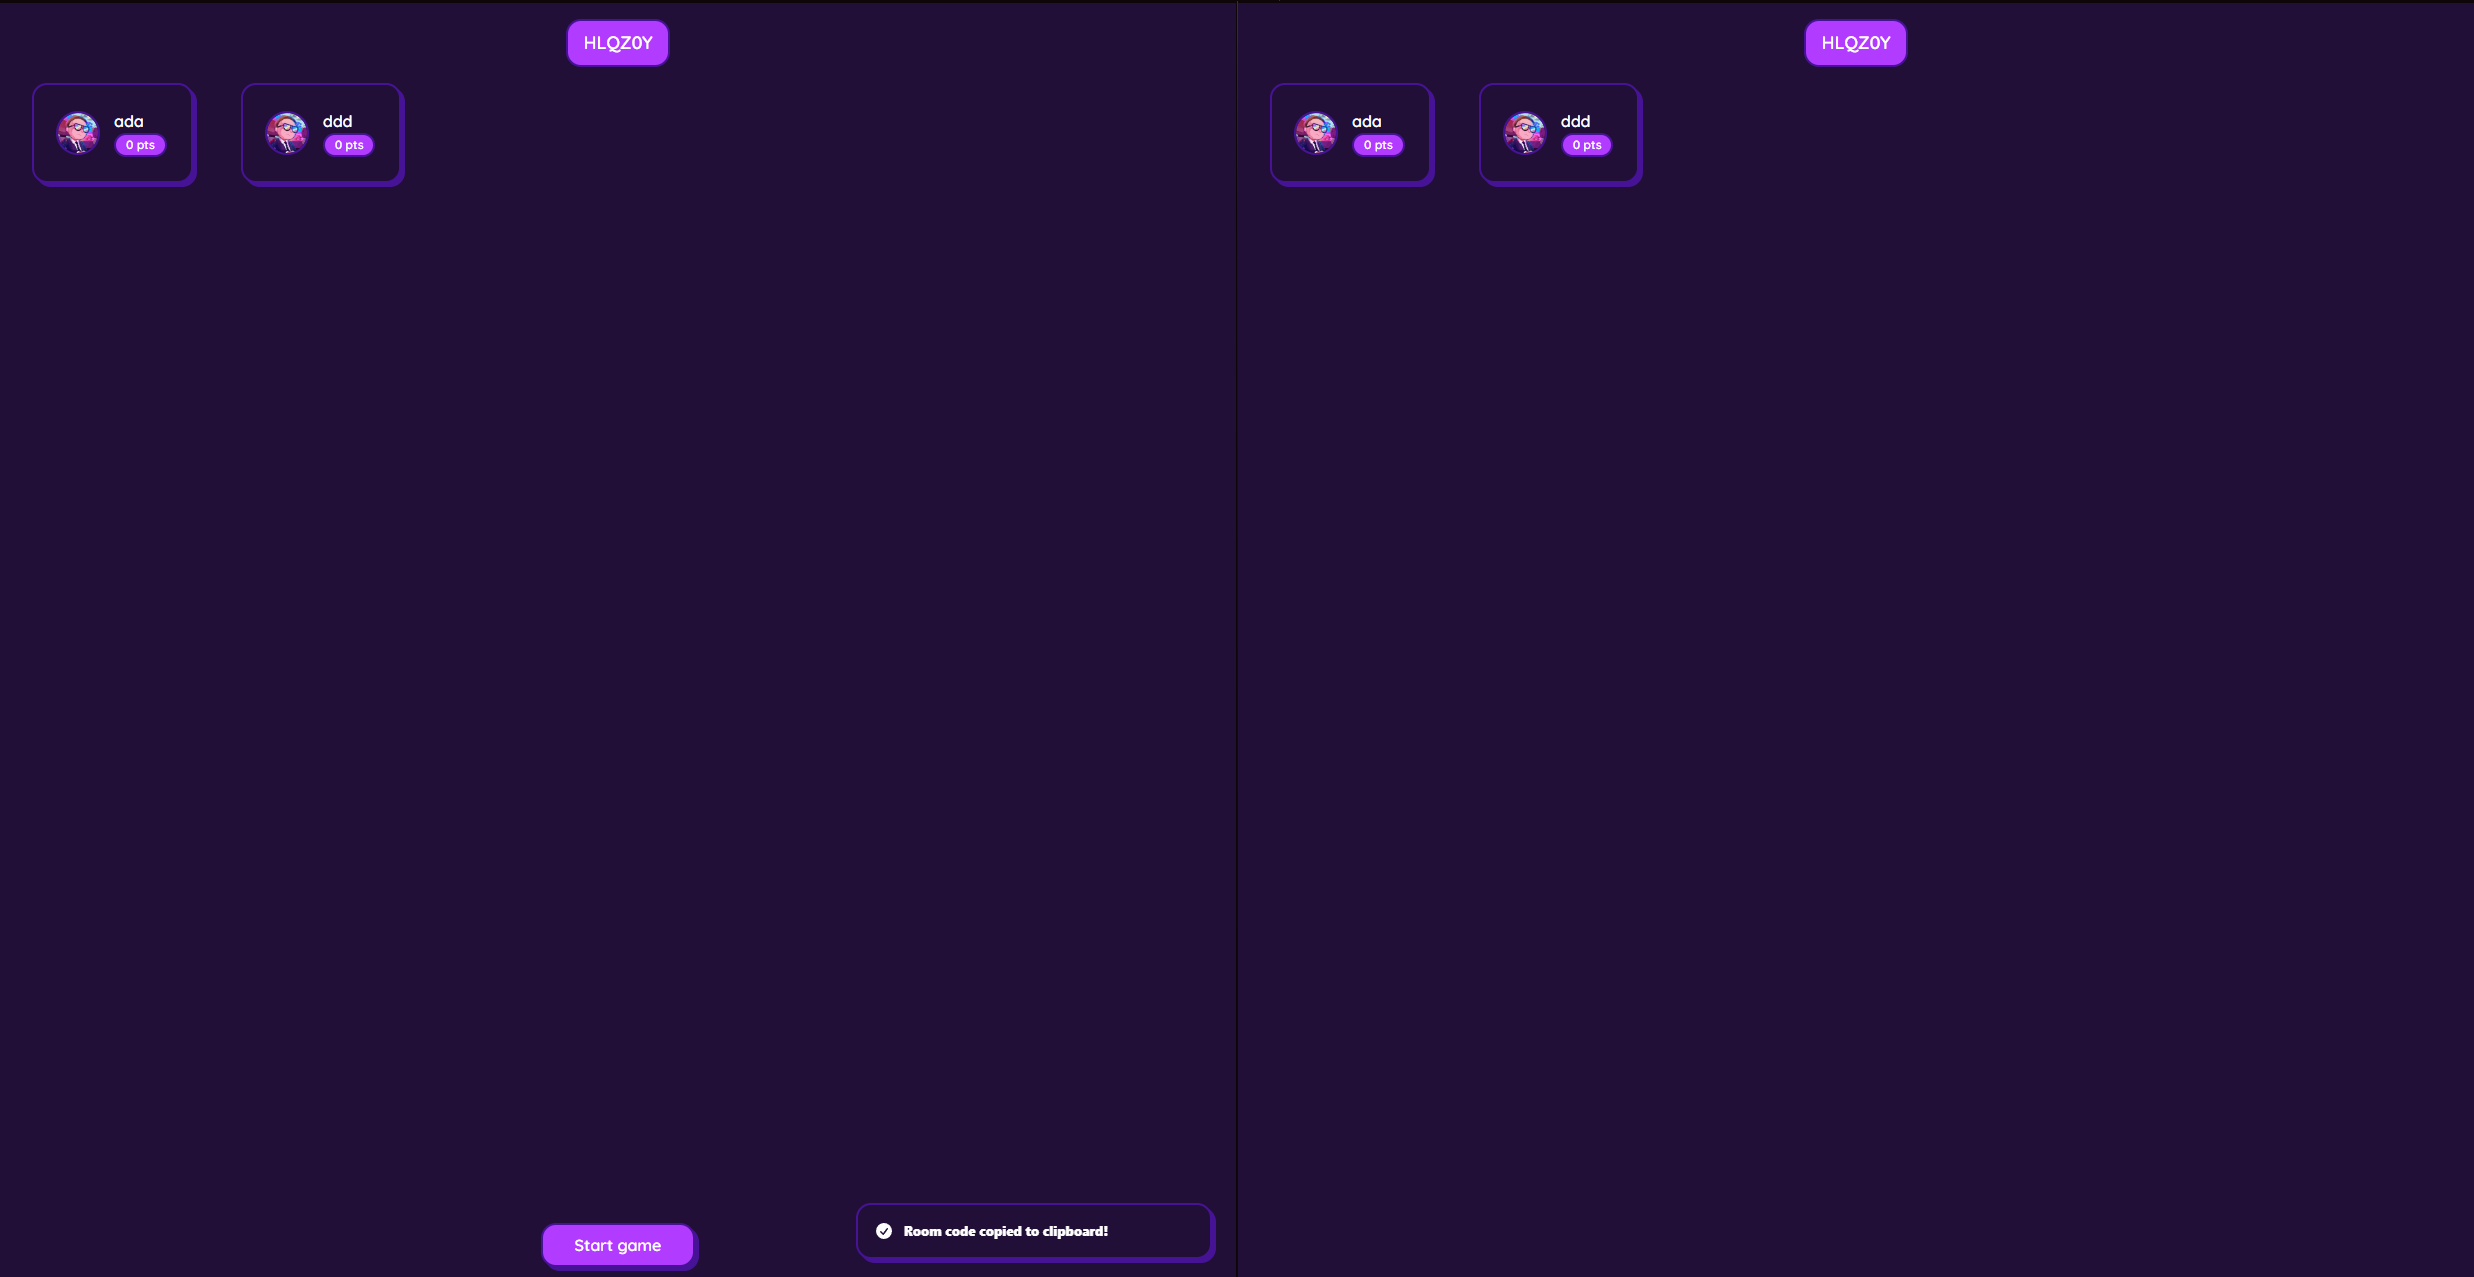 HLQZ0Y
ada
0 pts
ddd
0 pts
Start game
Room code copied to clipboard!
HLQZ0Y
ada
0 pts
ddd
0 pts